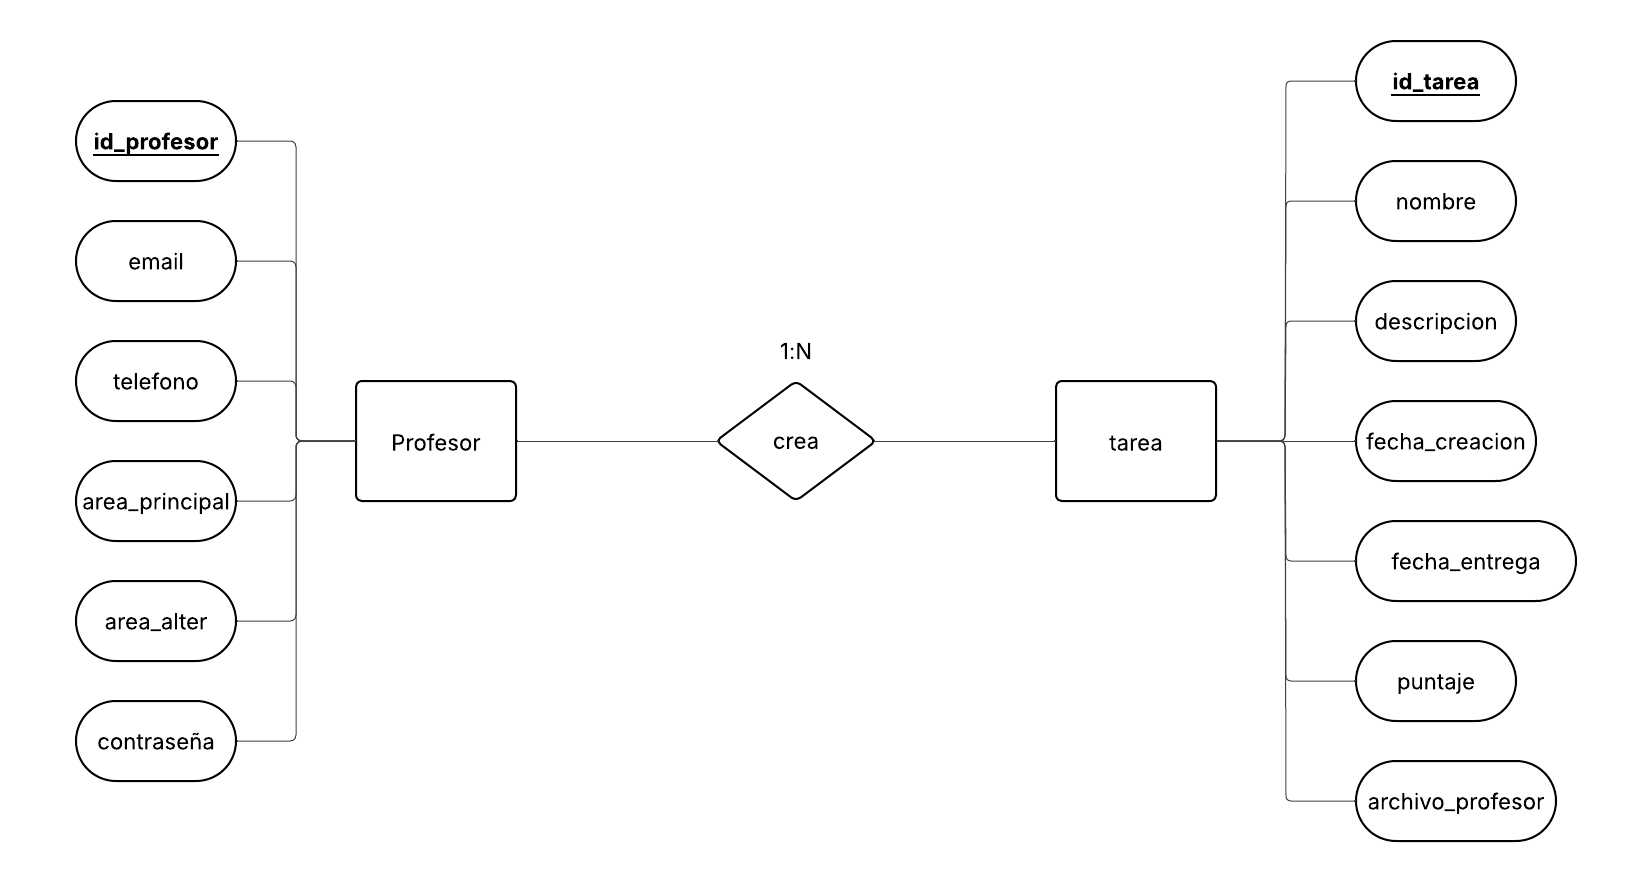 id_profesor
email
telefono
area_principal
area_alter
contraseña
Profesor
1:N
crea
tarea
id_tarea
nombre
descripcion
fecha_creacion
fecha_entrega
puntaje
archivo_profesor